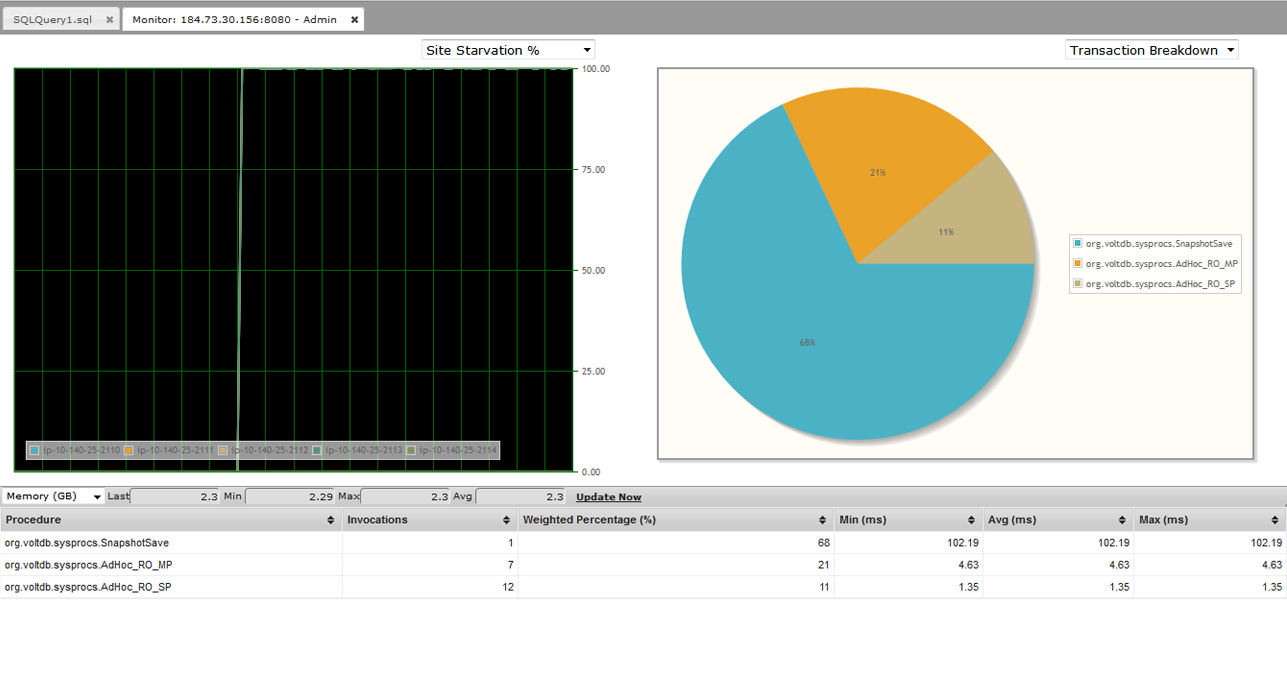 SQLQuery1.sql ✖ Monitor: 184.73.30.156:8080 - Admin ✖
Site Starvation % Transaction Breakdown
100.00
75.00
50.00
25.00
0.00
ip-10-140-25-2110 ip-10-140-25-2111 ip-10-140-25-2112 ip-10-140-25-2113 ip-10-140-25-2114
21%
11%
68%
org.voltdb.sysprocs.SnapshotSave
org.voltdb.sysprocs.AdHoc_RO_MP
org.voltdb.sysprocs.AdHoc_RO_SP
Memory (GB) Last 2.3 Min 2.29 Max 2.3 Avg 2.3 Update Now
Procedure Invocations Weighted Percentage (%) Min (ms) Avg (ms) Max (ms)
org.voltdb.sysprocs.SnapshotSave 1 68 102.19 102.19 102.19
org.voltdb.sysprocs.AdHoc_RO_MP 7 21 4.63 4.63 4.63
org.voltdb.sysprocs.AdHoc_RO_SP 12 11 1.35 1.35 1.35